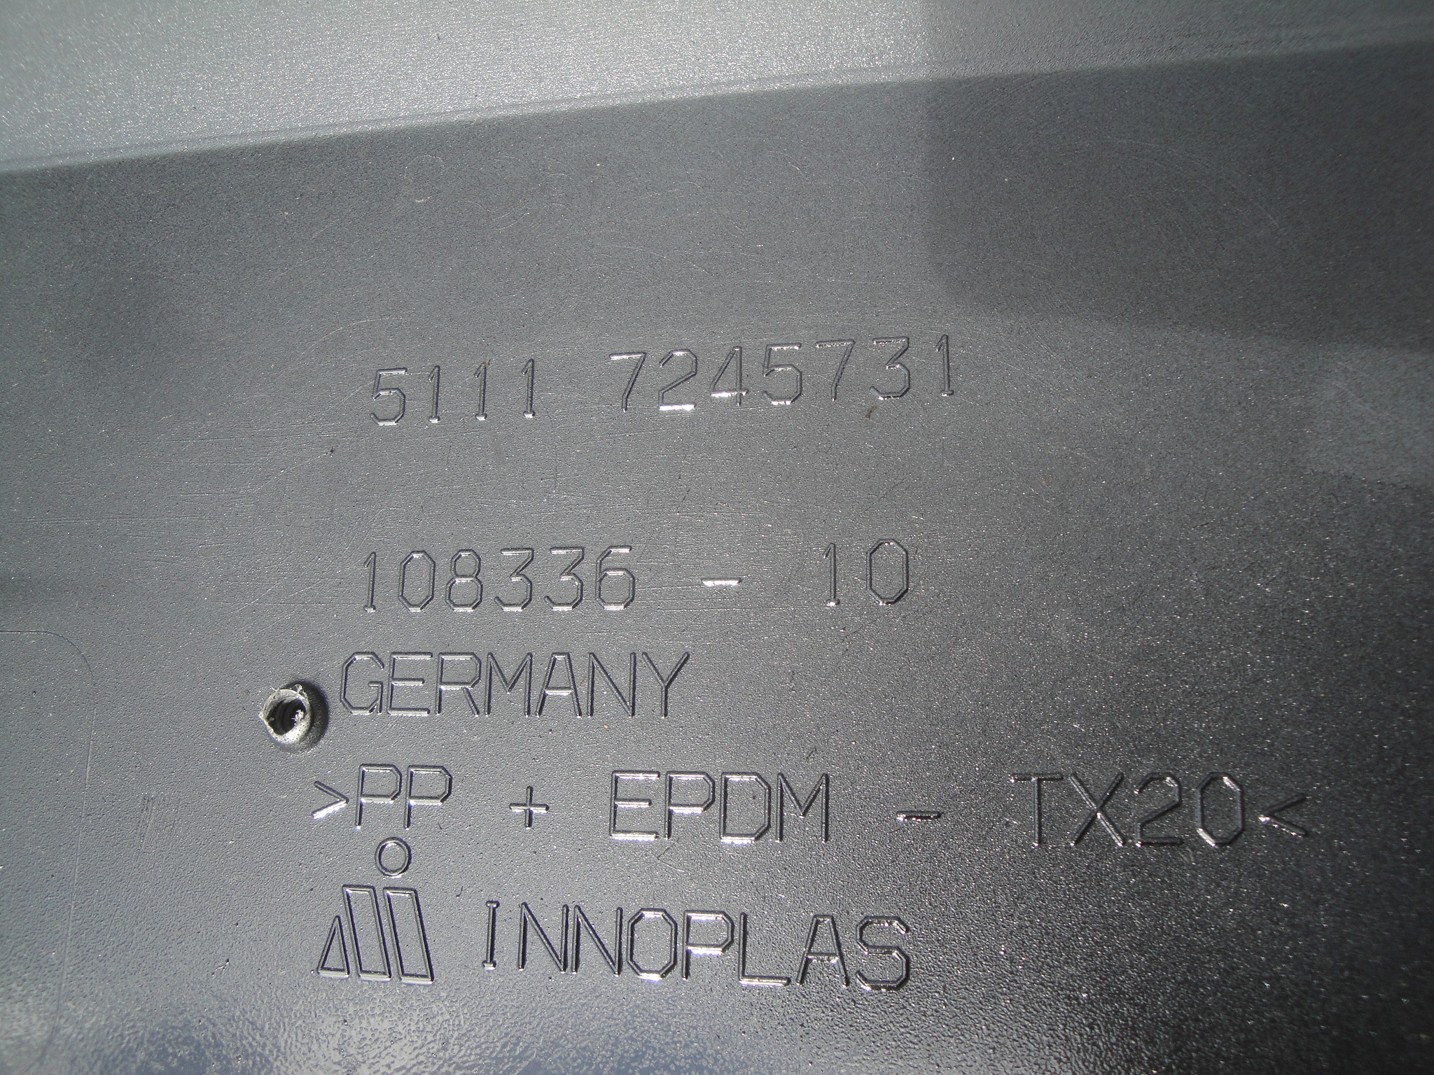 5111 7245731
108336 - 10
GERMANY
>PP + EPDM - TX20<
INNOPLAS